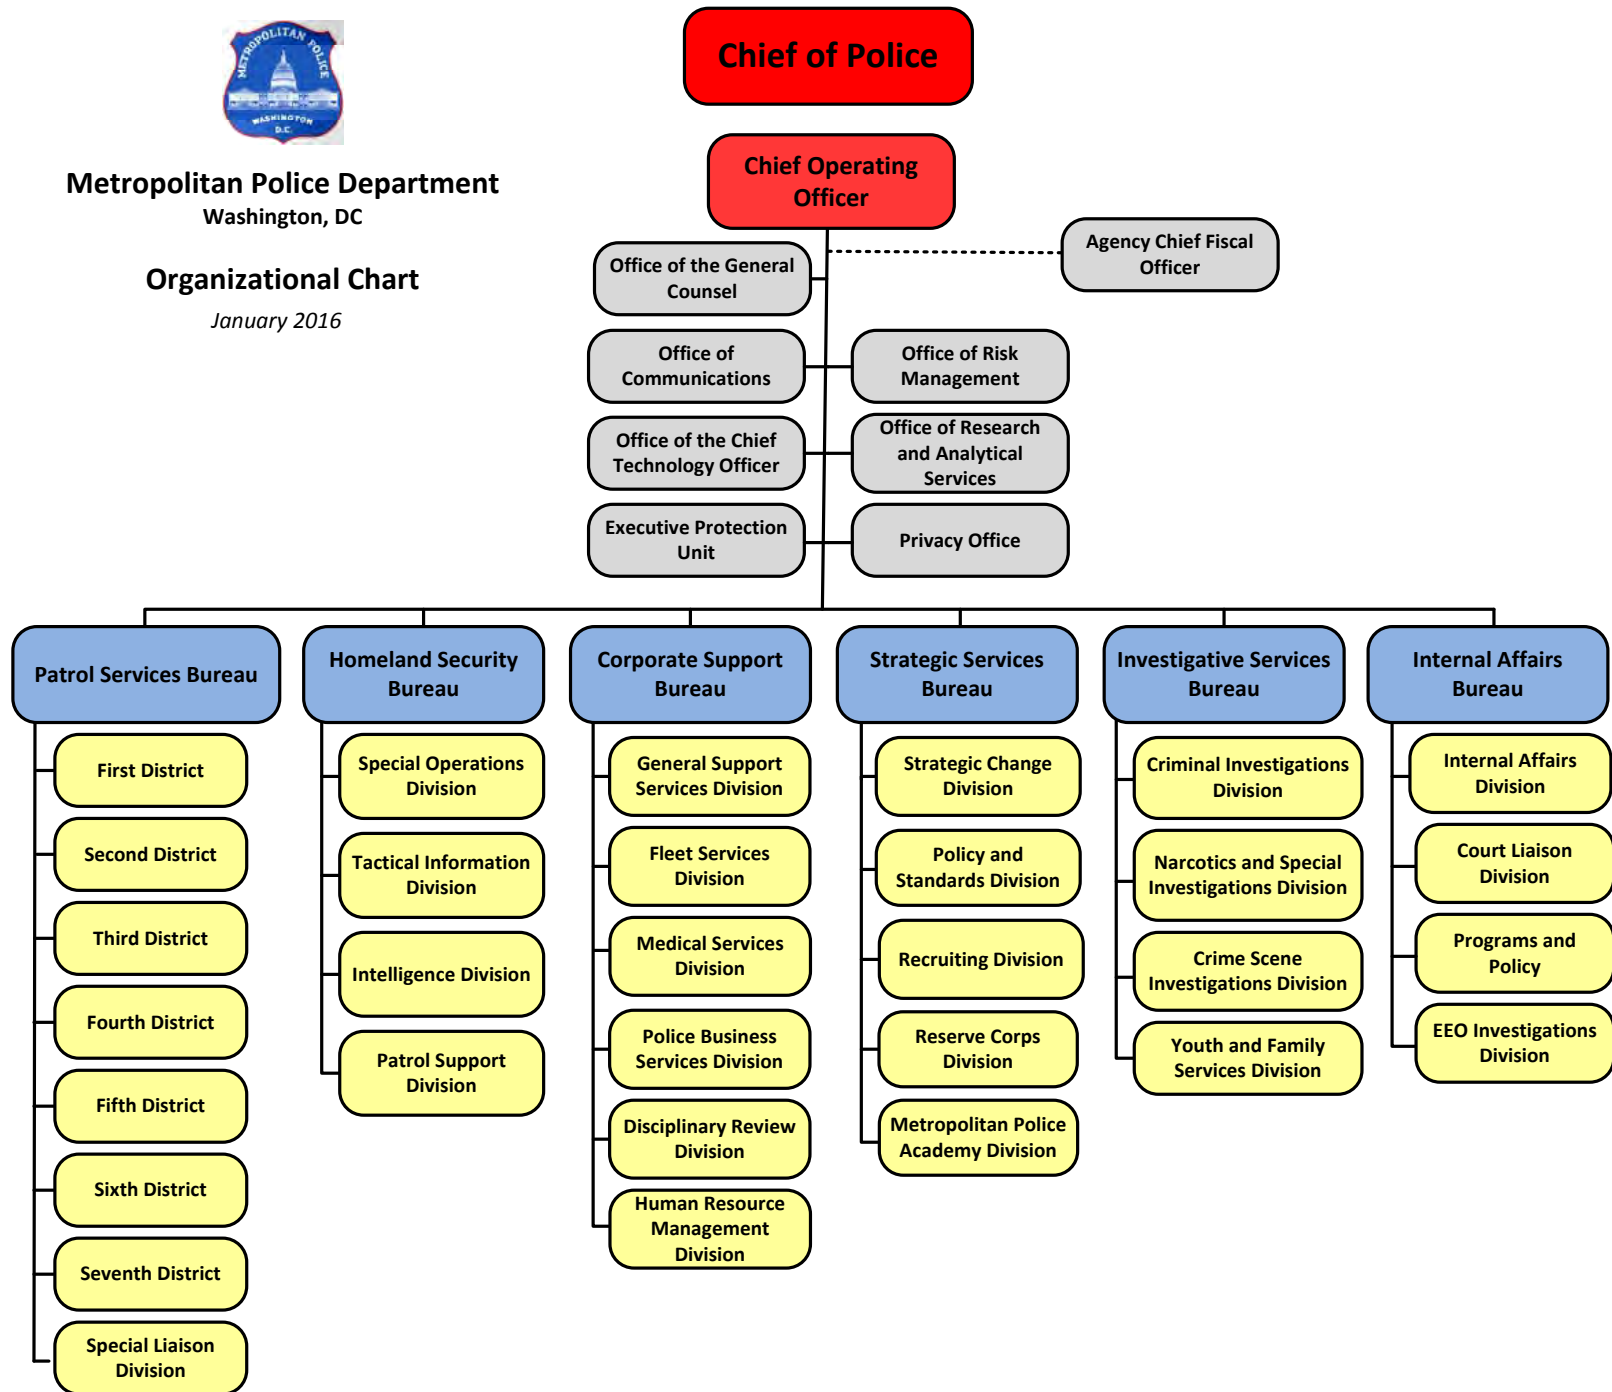 METROPOLITAN POLICE
WASHINGTON
D.C.
Metropolitan Police Department
Washington, DC
Organizational Chart
January 2016
Chief of Police
Chief Operating
Officer
Agency Chief Fiscal
Officer
Office of the General
Counsel
Office of
Communications
Office of Risk
Management
Office of the Chief
Technology Officer
Office of Research
and Analytical
Services
Executive Protection
Unit
Privacy Office
Patrol Services Bureau
First District
Second District
Third District
Fourth District
Fifth District
Sixth District
Seventh District
Special Liaison
Division
Homeland Security
Bureau
Special Operations
Division
Tactical Information
Division
Intelligence Division
Patrol Support
Division
Corporate Support
Bureau
General Support
Services Division
Fleet Services
Division
Medical Services
Division
Police Business
Services Division
Disciplinary Review
Division
Human Resource
Management
Division
Strategic Services
Bureau
Strategic Change
Division
Policy and
Standards Division
Recruiting Division
Reserve Corps
Division
Metropolitan Police
Academy Division
Investigative Services
Bureau
Criminal Investigations
Division
Narcotics and Special
Investigations Division
Crime Scene
Investigations Division
Youth and Family
Services Division
Internal Affairs
Bureau
Internal Affairs
Division
Court Liaison
Division
Programs and
Policy
EEO Investigations
Division